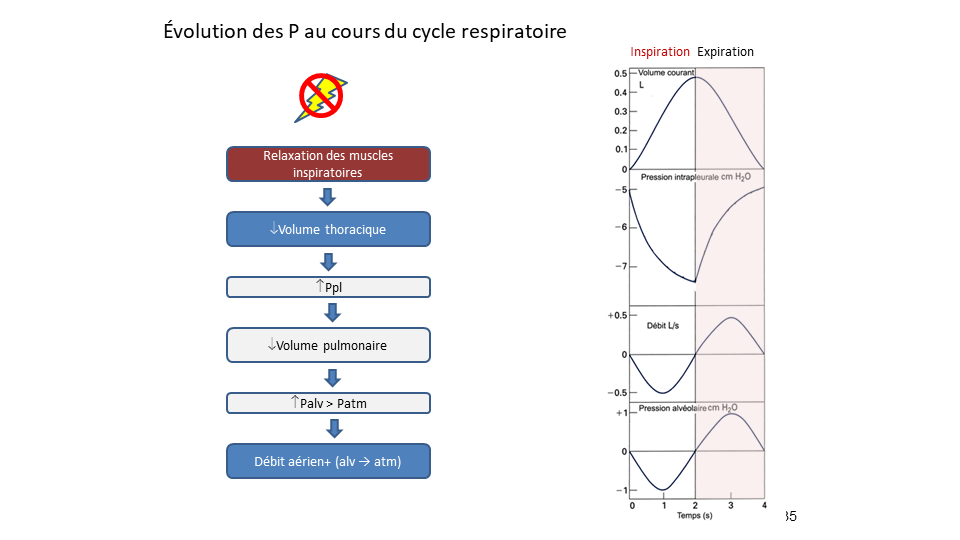 Évolution des P au cours du cycle respiratoire
Relaxation des muscles
inspiratoires
↓Volume thoracique
↑Ppl
↓Volume pulmonaire
↑Palv > Patm
Débit aérien+ (alv → atm)
Inspiration Expiration
Volume courant
L
0.5
0.4
0.3
0.2
0.1
0
Pression intrapleurale cm H2O
−5
−6
−7
+0.5
Débit L/s
0
−0.5
Pression alvéolaire cm H2O
+1
0
−1
0 1 2 3 4
Temps (s)
35